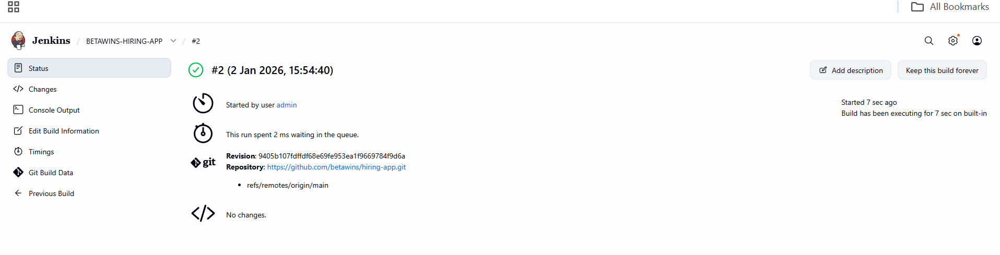 All Bookmarks
Jenkins / BETAWINS-HIRING-APP / #2
Status
Changes
Console Output
Edit Build Information
Timings
Git Build Data
Previous Build
#2 (2 Jan 2026, 15:54:40)
Add description
Keep this build forever
Started by user admin
Started 7 sec ago
Build has been executing for 7 sec on built-in
This run spent 2 ms waiting in the queue.
git
Revision: 9405b107fdffdf68e69fe953ea1f9669784f9d6a
Repository: https://github.com/betawins/hiring-app.git
• refs/remotes/origin/main
No changes.